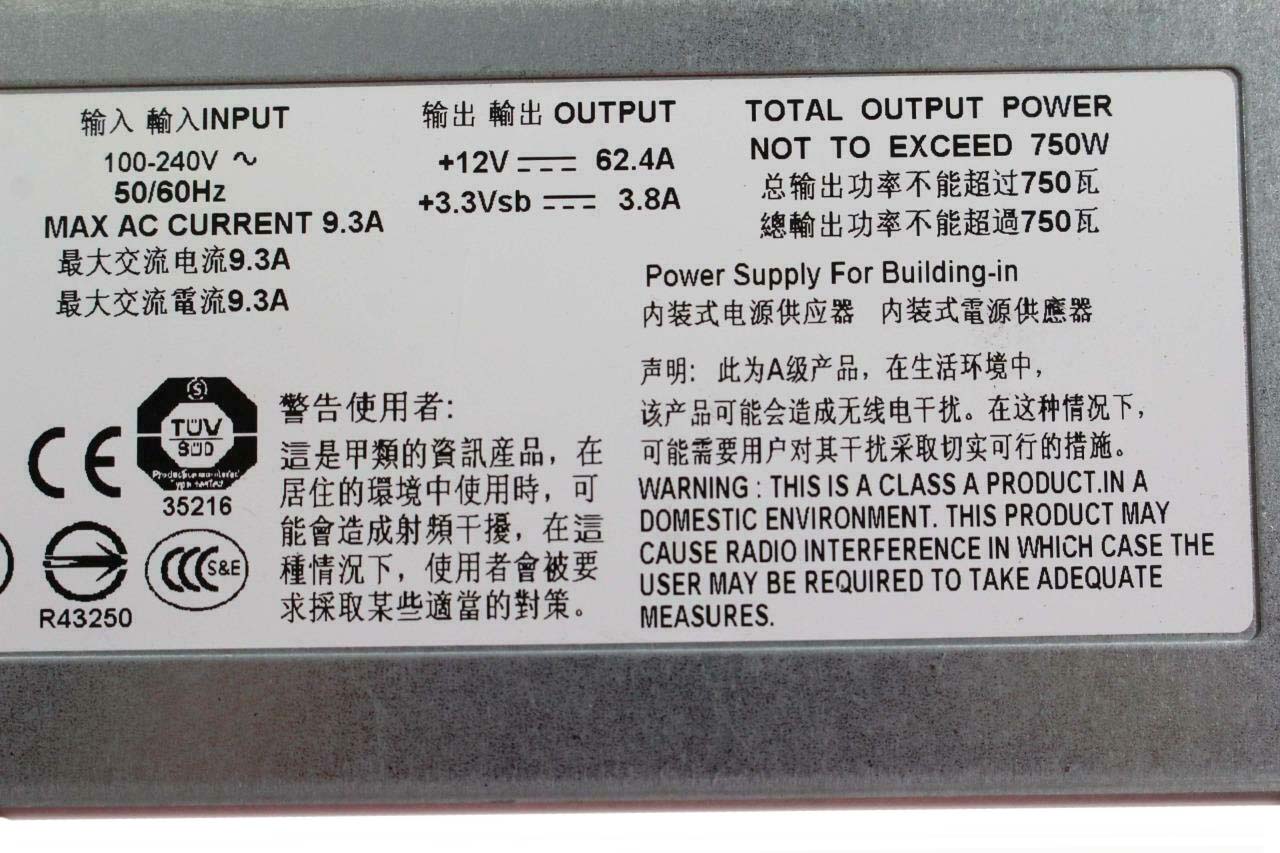 输入 輸入INPUT
100-240V ∿
50/60Hz
MAX AC CURRENT 9.3A
最大交流电流9.3A
最大交流電流9.3A
输出 輸出 OUTPUT
+12V ⎓ 62.4A
+3.3Vsb ⎓ 3.8A
TOTAL OUTPUT POWER
NOT TO EXCEED 750W
总输出功率不能超过750瓦
總輸出功率不能超過750瓦
Power Supply For Building-in
内装式电源供应器 内装式電源供應器
CE
S
TÜV
SÜD
35216
R43250
CCC S&E
警告使用者:
這是甲類的資訊産品，在
居住的環境中使用時，可
能會造成射頻干擾，在這
種情況下，使用者會被要
求採取某些適當的對策。
声明: 此为A级产品，在生活环境中，
该产品可能会造成无线电干扰。在这种情况下，
可能需要用户对其干扰采取切实可行的措施。
WARNING : THIS IS A CLASS A PRODUCT.IN A
DOMESTIC ENVIRONMENT. THIS PRODUCT MAY
CAUSE RADIO INTERFERENCE IN WHICH CASE THE
USER MAY BE REQUIRED TO TAKE ADEQUATE
MEASURES.